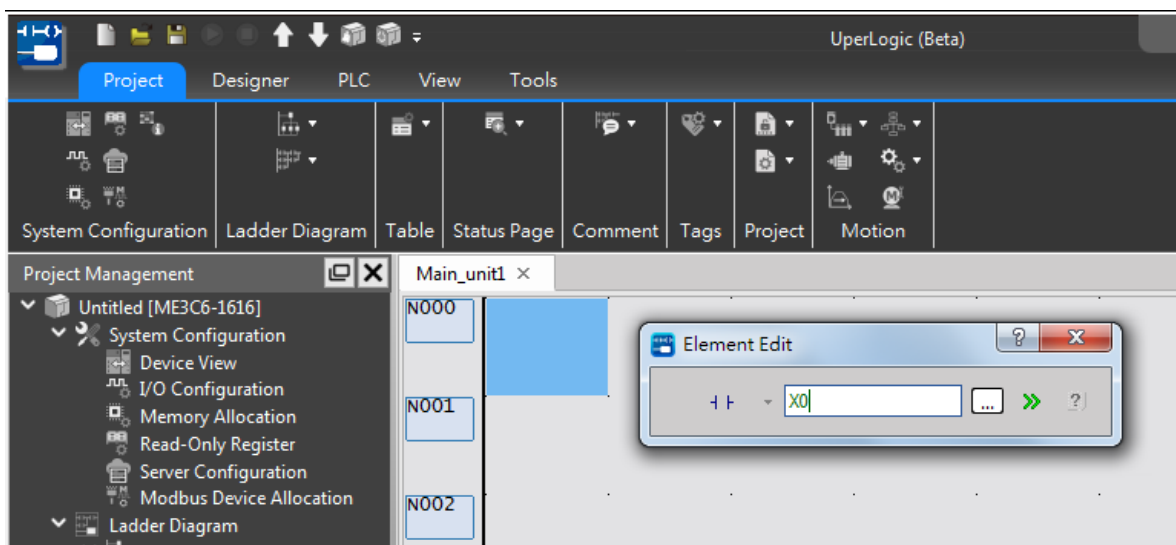 UperLogic (Beta)
Project Designer PLC View Tools
System Configuration Ladder Diagram Table Status Page Comment Tags Project Motion
Project Management
Main_unit1
Untitled [ME3C6-1616]
System Configuration
Device View
I/O Configuration
Memory Allocation
Read-Only Register
Server Configuration
Modbus Device Allocation
Ladder Diagram
N000
N001
N002
Element Edit
X0
...